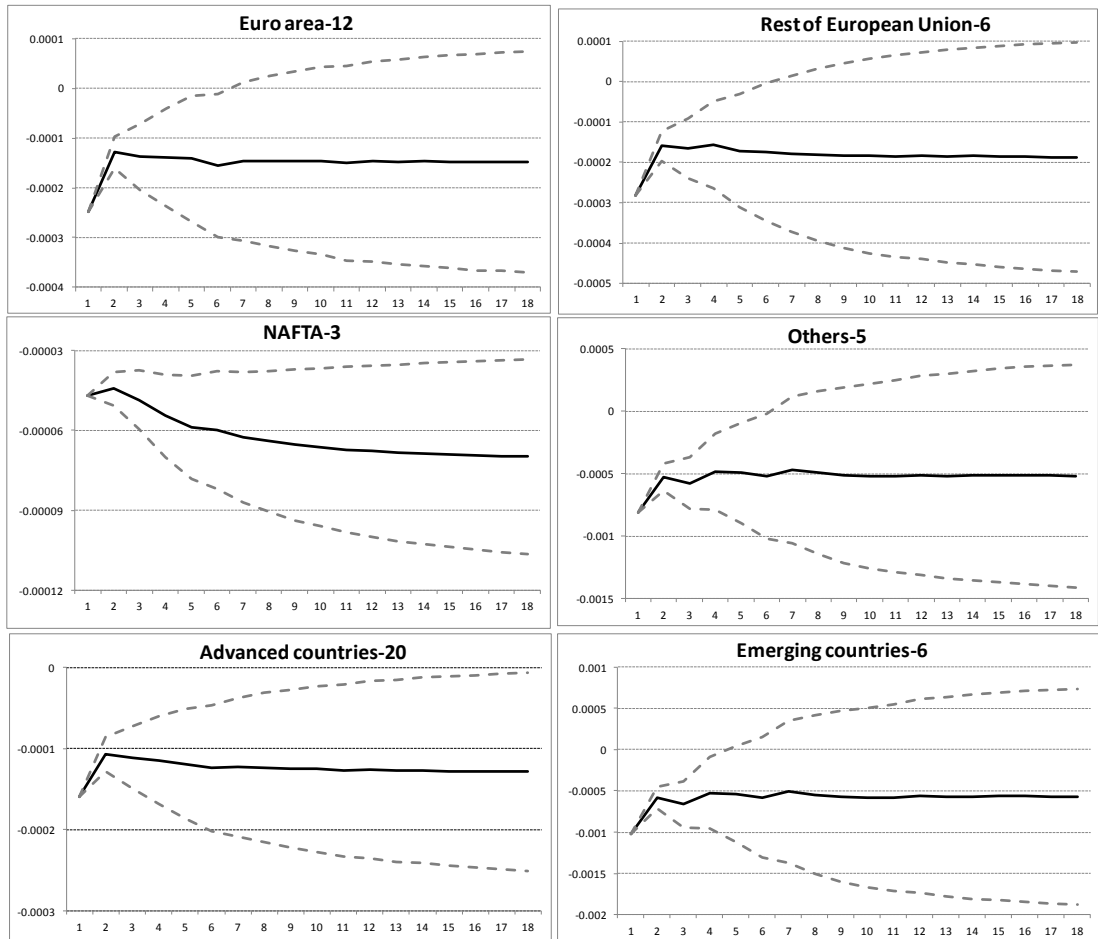 Euro area-12
0.0001
0
-0.0001
-0.0002
-0.0003
-0.0004
1 2 3 4 5 6 7 8 9 10 11 12 13 14 15 16 17 18
Rest of European Union-6
0.0001
0
-0.0001
-0.0002
-0.0003
-0.0004
-0.0005
1 2 3 4 5 6 7 8 9 10 11 12 13 14 15 16 17 18
NAFTA-3
-0.00003
-0.00006
-0.00009
-0.00012
1 2 3 4 5 6 7 8 9 10 11 12 13 14 15 16 17 18
Others-5
0.0005
0
-0.0005
-0.001
-0.0015
1 2 3 4 5 6 7 8 9 10 11 12 13 14 15 16 17 18
Advanced countries-20
0
-0.0001
-0.0002
-0.0003
1 2 3 4 5 6 7 8 9 10 11 12 13 14 15 16 17 18
Emerging countries-6
0.001
0.0005
0
-0.0005
-0.001
-0.0015
-0.002
1 2 3 4 5 6 7 8 9 10 11 12 13 14 15 16 17 18